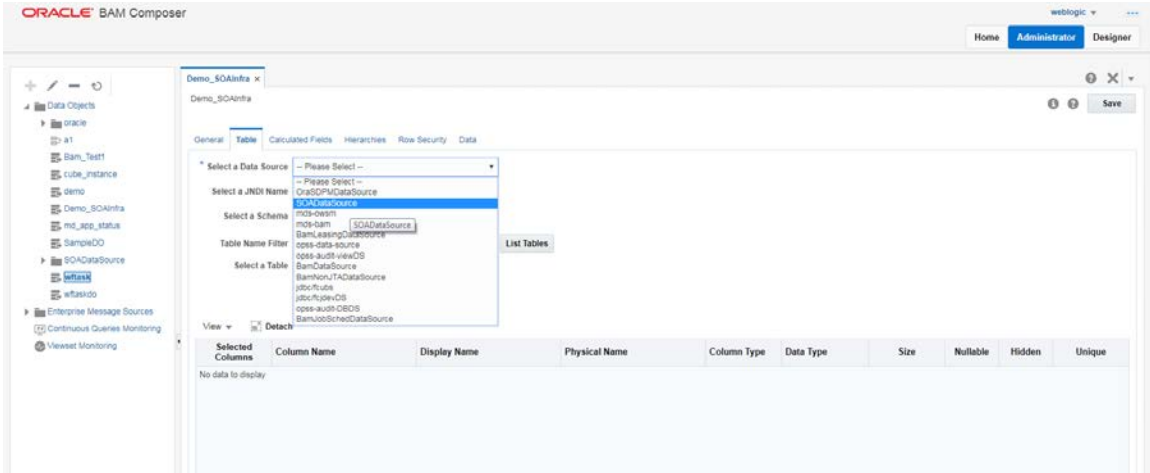 ORACLE® BAM Composer
weblogic
Home Administrator Designer
Data Objects
oracle
a1
Bam_Test1
cube_instance
demo
Demo_SOAInfra
md_app_status
SampleDO
SOADataSource
wftask
wftaskdo
Enterprise Message Sources
Continuous Queries Monitoring
Viewset Monitoring
Demo_SOAInfra ×
Demo_SOAInfra
Save
General Table Calculated Fields Hierarchies Row Security Data
* Select a Data Source -- Please Select --
-- Please Select --
Select a JNDI Name OraSDPMDataSource
SOADataSource
Select a Schema mds-owsm
mds-bam SOADataSource
BamLeasingDataSource
Table Name Filter opss-data-source List Tables
opss-audit-viewDS
Select a Table BamDataSource
BamNonJTADataSource
jdbc/fcubs
jdbc/fcjdevDS
opss-audit-DBDS
BamJobSchedDataSource
View Detach
Selected Columns Column Name Display Name Physical Name Column Type Data Type Size Nullable Hidden Unique
No data to display